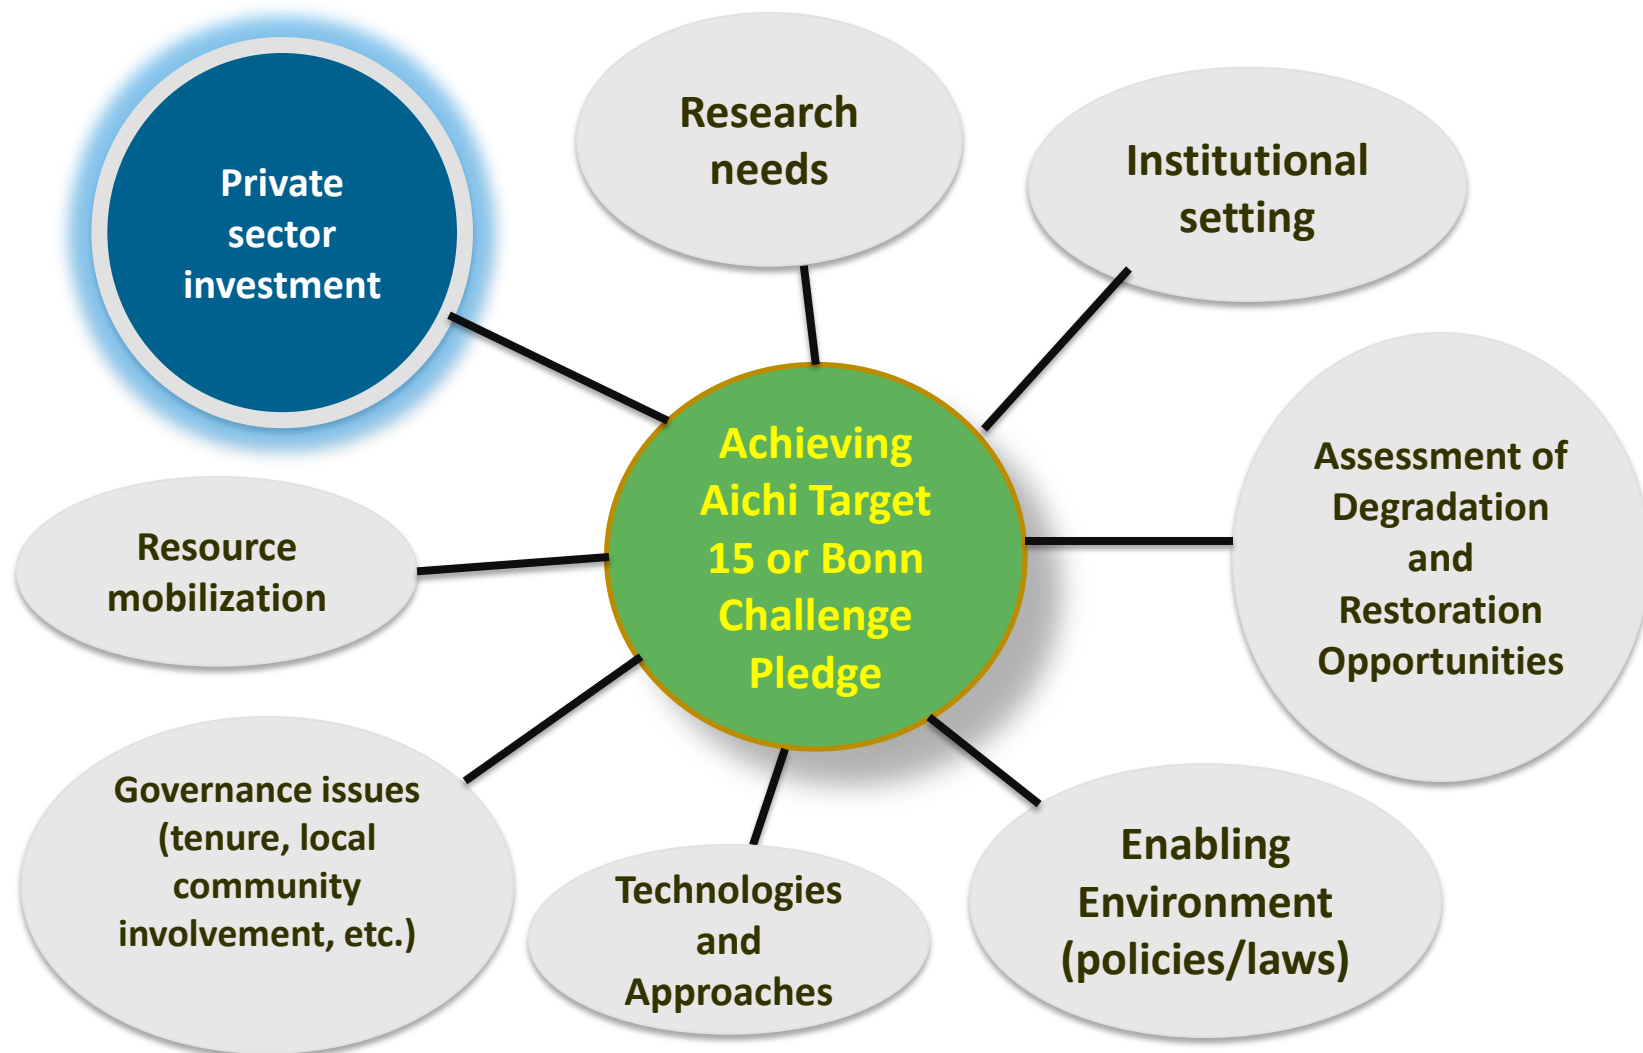 Private
sector
investment
Research
needs
Institutional
setting
Achieving
Aichi Target
15 or Bonn
Challenge
Pledge
Assessment of
Degradation
and
Restoration
Opportunities
Resource
mobilization
Governance issues
(tenure, local
community
involvement, etc.)
Technologies
and
Approaches
Enabling
Environment
(policies/laws)